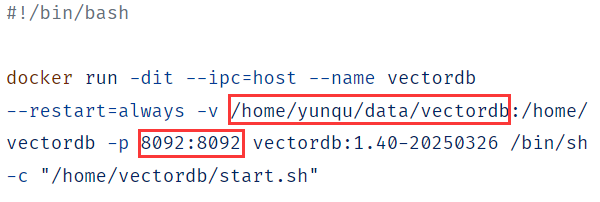 #!/bin/bash
docker run -dit --ipc=host --name vectordb
--restart=always -v /home/yunqu/data/vectordb:/home/
vectordb -p 8092:8092 vectordb:1.40-20250326 /bin/sh
-c "/home/vectordb/start.sh"